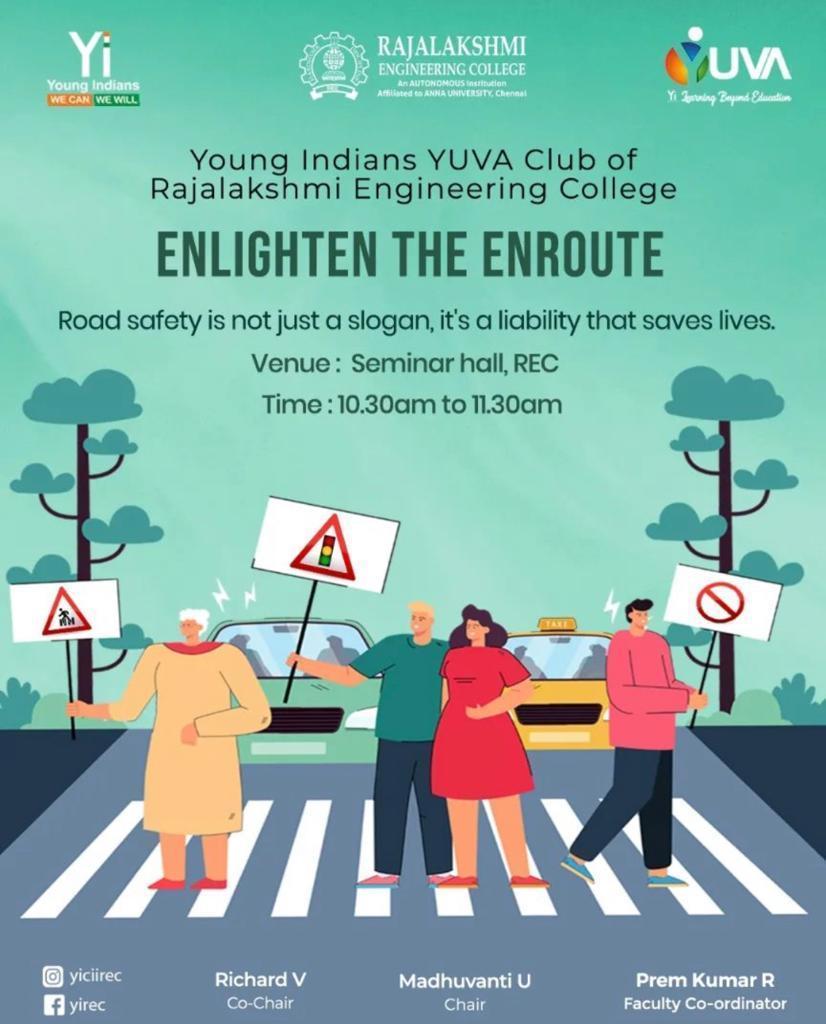 Yi
Young Indians
WE CAN WE WILL
RAJALAKSHMI
ENGINEERING COLLEGE
An AUTONOMOUS Institution
Affiliated to ANNA UNIVERSITY, Chennai
YUVA
Yi Learning Beyond Education
Young Indians YUVA Club of
Rajalakshmi Engineering College
ENLIGHTEN THE ENROUTE
Road safety is not just a slogan, it's a liability that saves lives.
Venue : Seminar hall, REC
Time : 10.30am to 11.30am
yiciirec
yirec
Richard V
Co-Chair
Madhuvanti U
Chair
Prem Kumar R
Faculty Co-ordinator